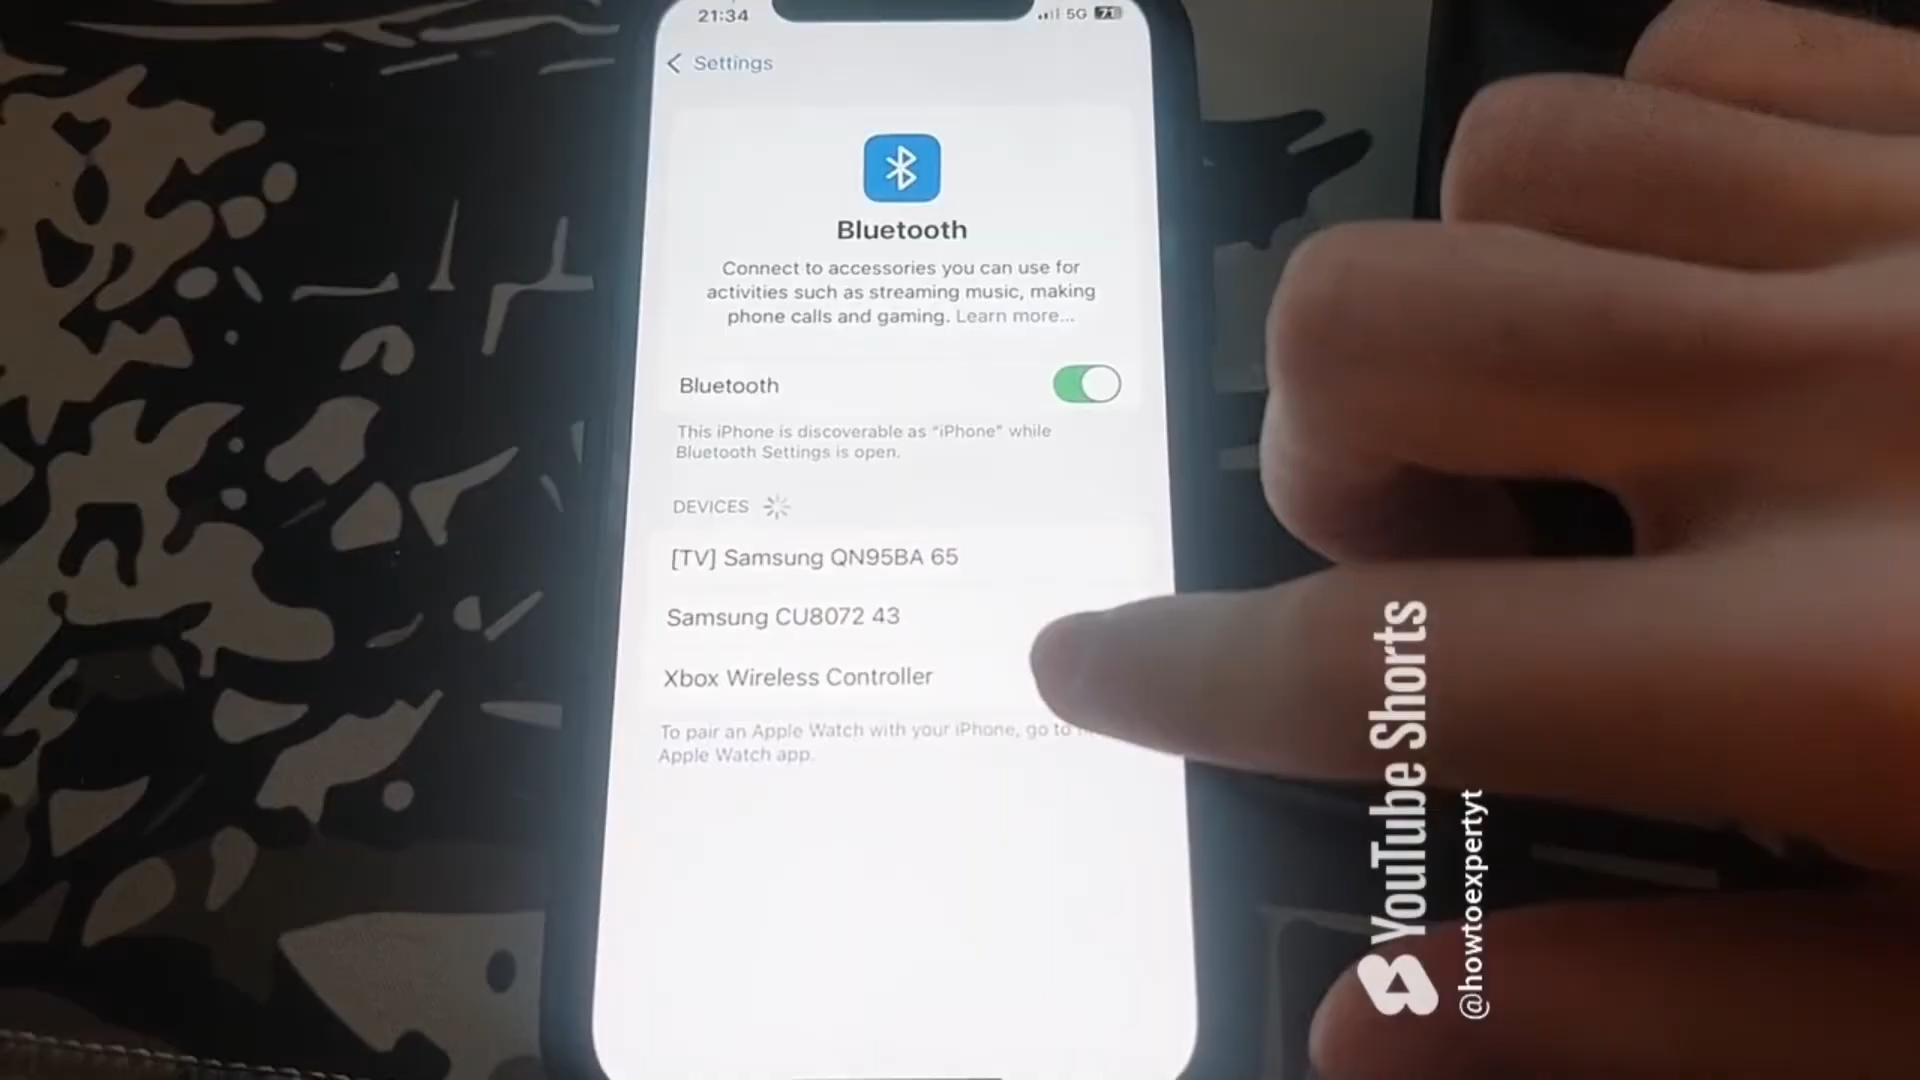 21:34
5G 71
Settings
Bluetooth
Connect to accessories you can use for
activities such as streaming music, making
phone calls and gaming. Learn more...
Bluetooth
This iPhone is discoverable as "iPhone" while
Bluetooth Settings is open.
DEVICES
[TV] Samsung QN95BA 65
Samsung CU8072 43
Xbox Wireless Controller
To pair an Apple Watch with your iPhone, go to
Apple Watch app.
YouTube Shorts
@howtoexpertyt